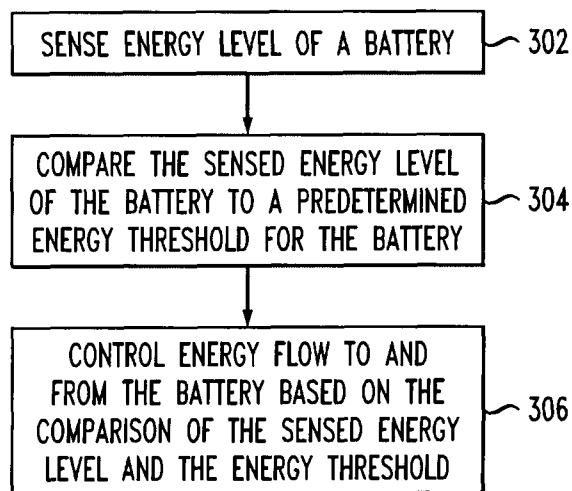 SENSE ENERGY LEVEL OF A BATTERY
302
COMPARE THE SENSED ENERGY LEVEL
OF THE BATTERY TO A PREDETERMINED
ENERGY THRESHOLD FOR THE BATTERY
304
CONTROL ENERGY FLOW TO AND
FROM THE BATTERY BASED ON THE
COMPARISON OF THE SENSED ENERGY
LEVEL AND THE ENERGY THRESHOLD
306